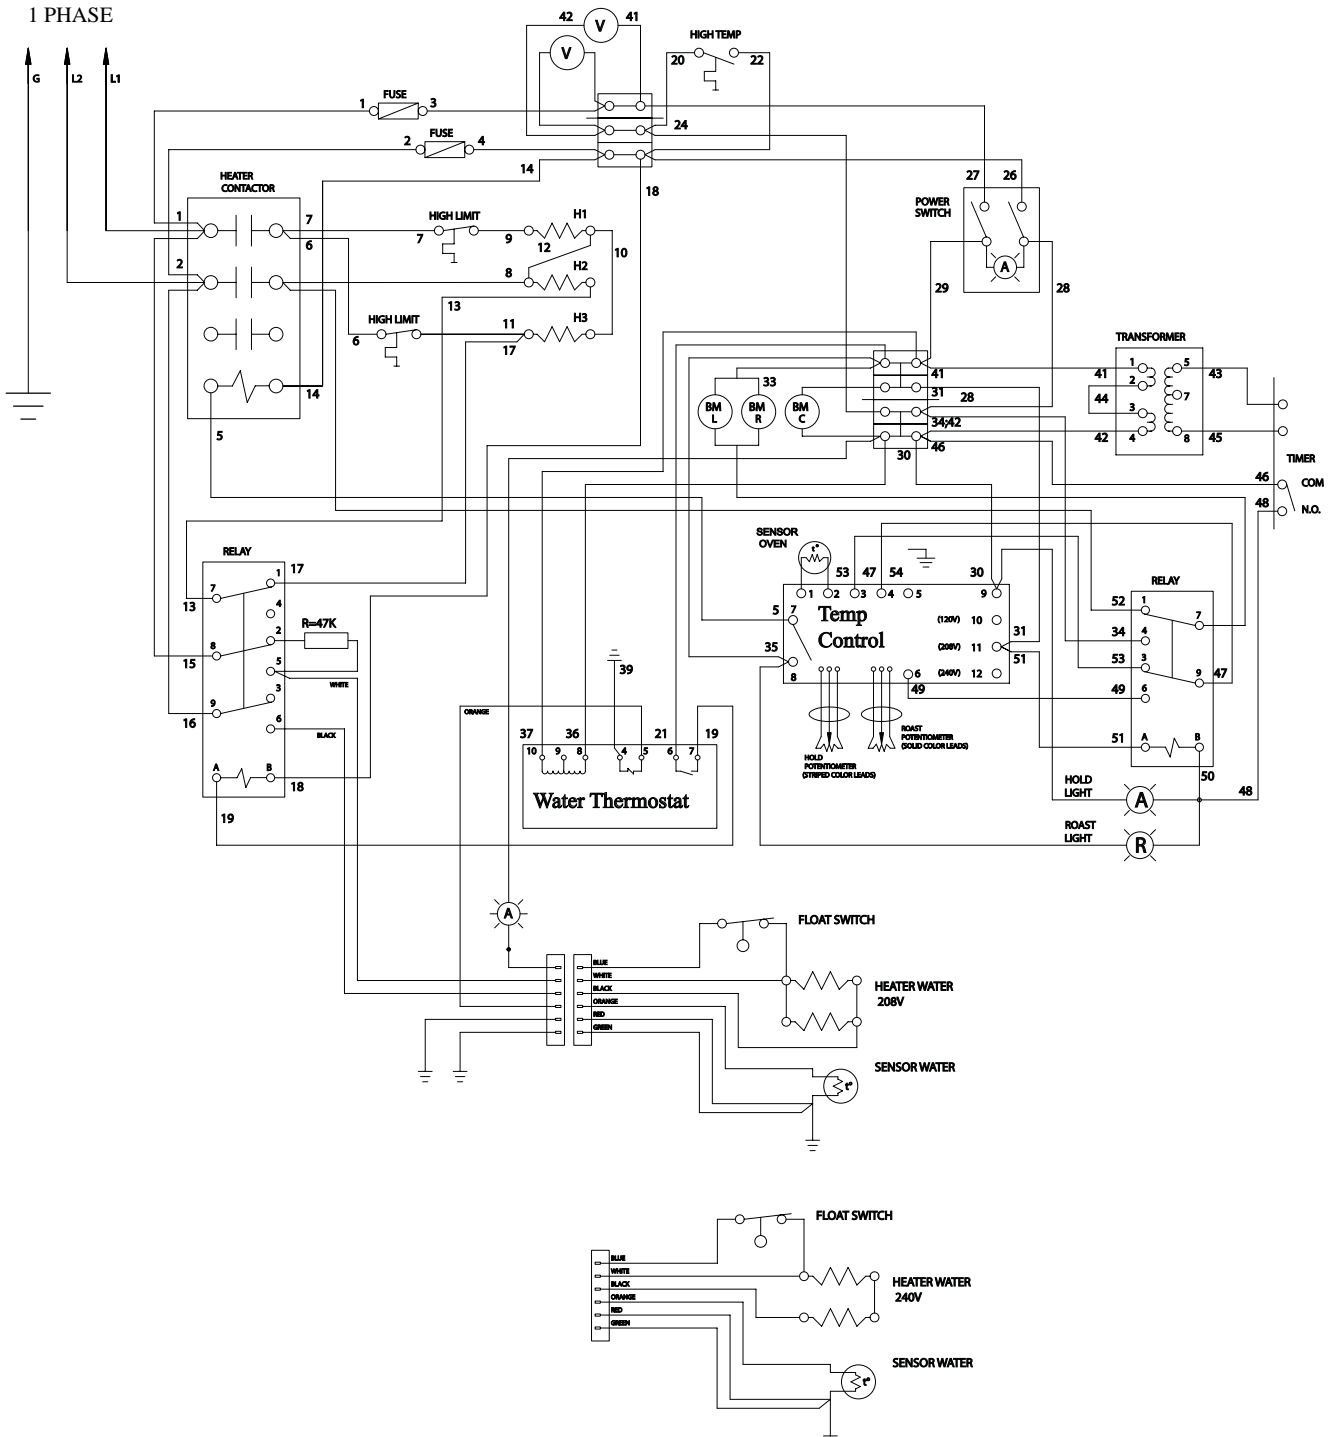 1 PHASE
G
L2
L1
42
41
V
V
HIGH TEMP
20
22
FUSE
1
3
FUSE
2
4
24
14
18
27
26
POWER
SWITCH
A
29
28
HEATER
CONTACTOR
1
7
6
2
14
5
HIGH LIMIT
7
9
H1
12
10
8
H2
13
HIGH LIMIT
6
11
17
H3
33
BM
L
BM
R
BM
C
41
31
28
34;42
46
30
TRANSFORMER
41
1
5
43
2
44
7
3
42
4
8
45
TIMER
46
COM
48
N.O.
RELAY
1
17
7
13
4
2
R=47K
8
15
5
WHITE
3
9
16
6
BLACK
A
B
18
19
SENSOR
OVEN
t°
53
47
54
30
1
2
3
4
5
9
5
7
Temp
Control
(120V)
10
31
35
(208V)
11
51
8
6
(240V)
12
49
HOLD
POTENTIOMETER
(STRIPED COLOR LEADS)
ROAST
POTENTIOMETER
(SOLID COLOR LEADS)
RELAY
52
1
7
34
4
53
3
9
47
49
6
51
A
B
50
HOLD
LIGHT
A
48
ROAST
LIGHT
R
39
ORANGE
37
36
21
19
10
9
8
4
5
6
7
Water Thermostat
A
FLOAT SWITCH
BLUE
WHITE
BLACK
ORANGE
RED
GREEN
HEATER WATER
208V
SENSOR WATER
t°
FLOAT SWITCH
BLUE
WHITE
BLACK
ORANGE
RED
GREEN
HEATER WATER
240V
SENSOR WATER
t°